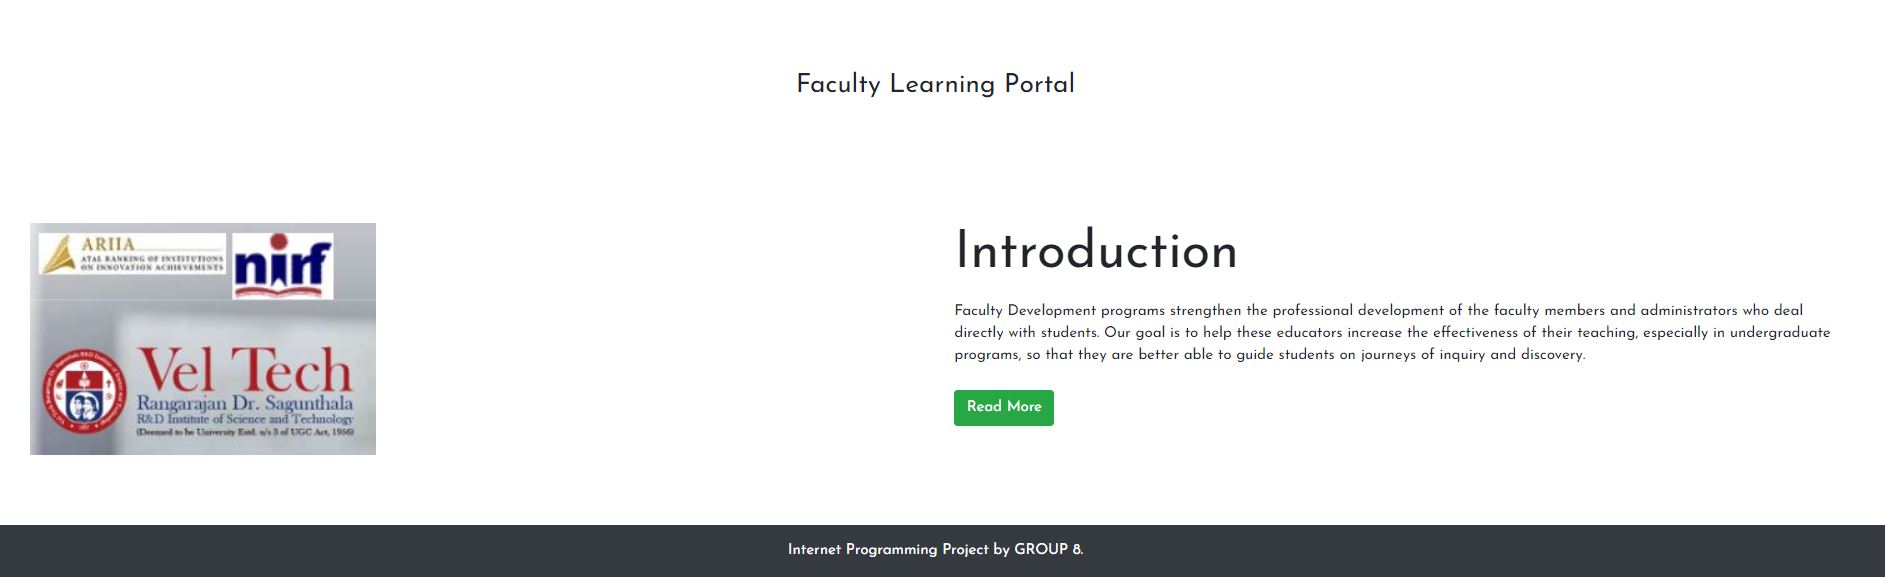 Faculty Learning Portal
ARIIA
ATAL RANKING OF INSTITUTIONS
ON INNOVATION ACHIEVEMENTS
nirf
Vel Tech
Rangarajan Dr. Sagunthala
R&D Institute of Science and Technology
(Deemed to be University Estd. u/s 3 of UGC Act, 1956)
Introduction
Faculty Development programs strengthen the professional development of the faculty members and administrators who deal
directly with students. Our goal is to help these educators increase the effectiveness of their teaching, especially in undergraduate
programs, so that they are better able to guide students on journeys of inquiry and discovery.
Read More
Internet Programming Project by GROUP 8.